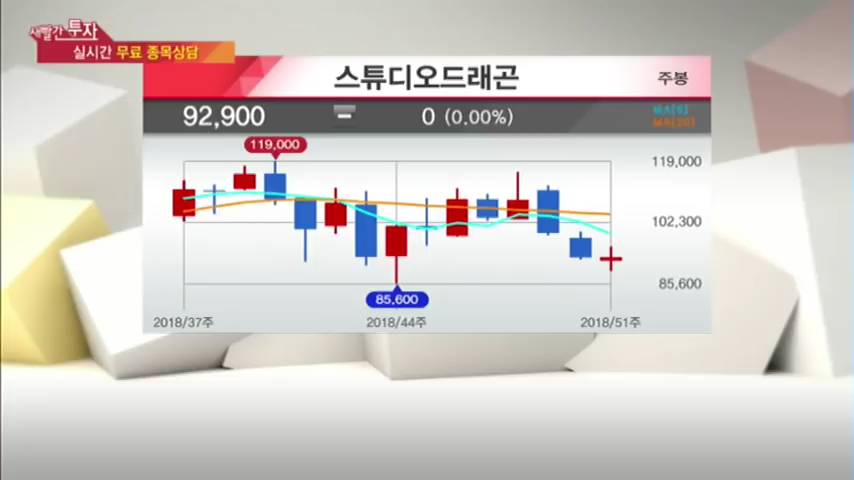 새빨간 투자
실시간 무료 종목상담
스튜디오드래곤
주봉
92,900
0 (0.00%)
MA[5]
MA[20]
119,000
119,000
102,300
85,600
85,600
2018/37주
2018/44주
2018/51주